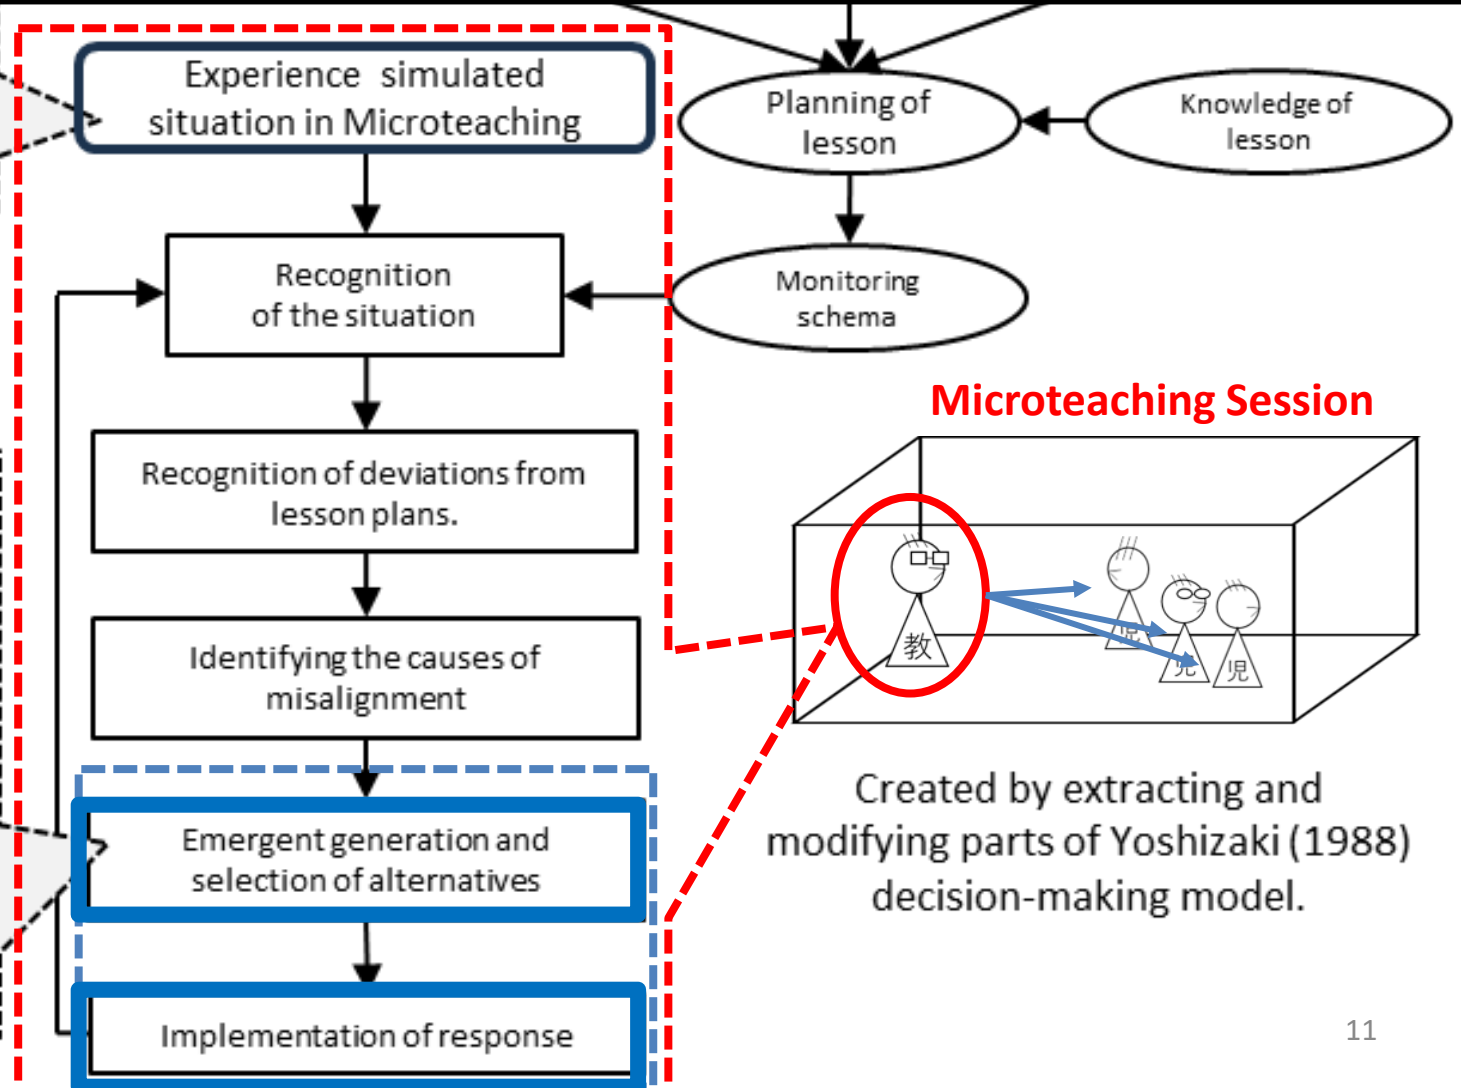 Experience simulated
situation in Microteaching
Planning of
lesson
Knowledge of
lesson
Recognition
of the situation
Monitoring
schema
Recognition of deviations from
lesson plans.
Identifying the causes of
misalignment
Emergent generation and
selection of alternatives
Implementation of response
Microteaching Session
教
児
児
児
Created by extracting and
modifying parts of Yoshizaki (1988)
decision-making model.
11